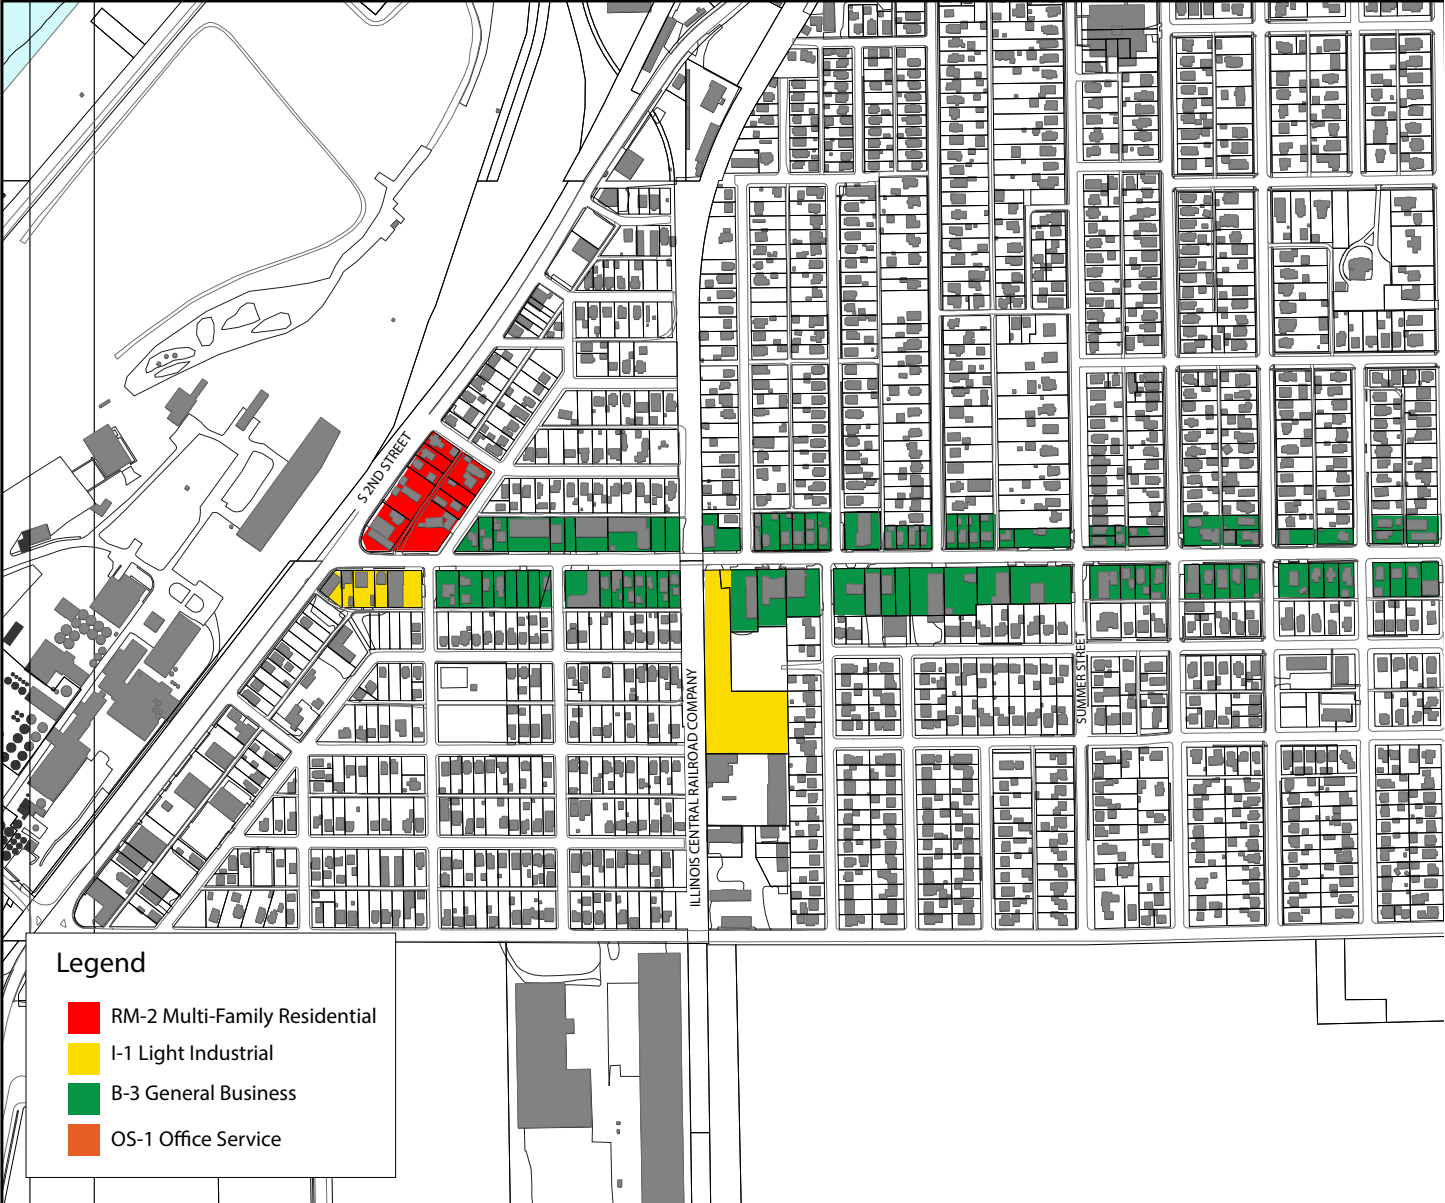 S 2ND STREET
SUMMER STREET
ILLINOIS CENTRAL RAILROAD COMPANY
Legend
RM-2 Multi-Family Residential
I-1 Light Industrial
B-3 General Business
OS-1 Office Service